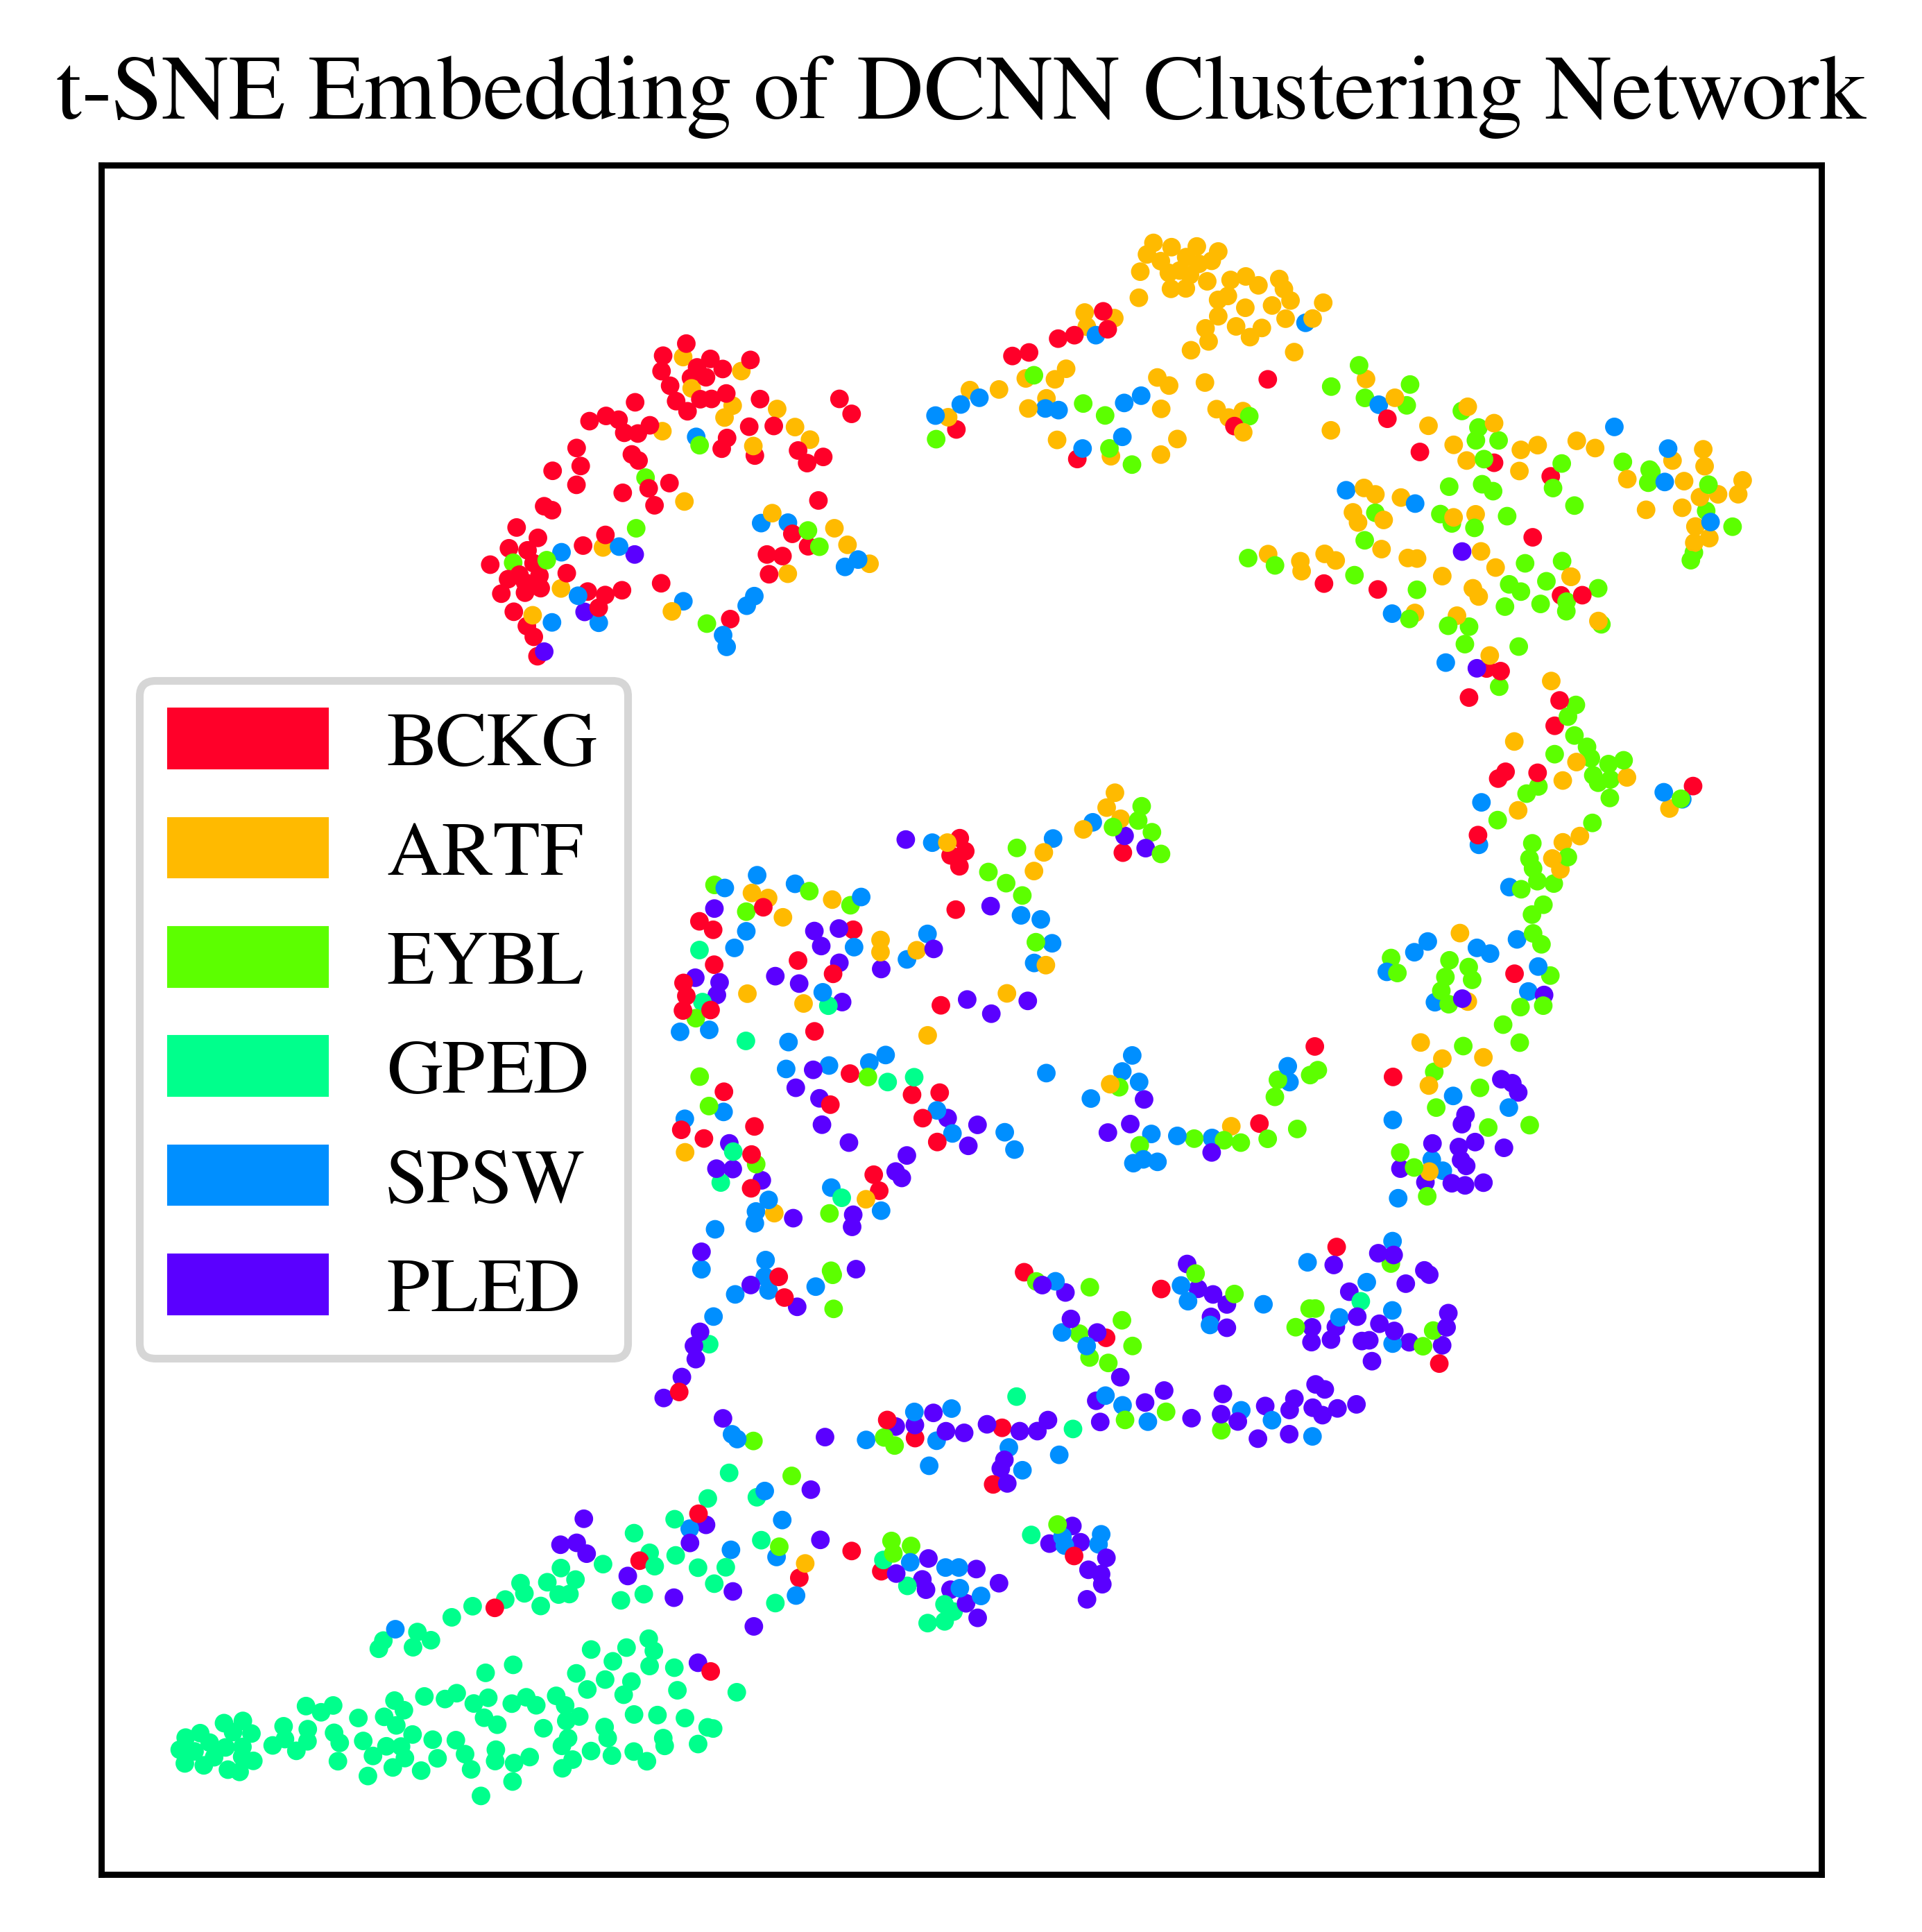 t-SNE Embedding of DCNN Clustering Network
BCKG
ARTF
EYBL
GPED
SPSW
PLED